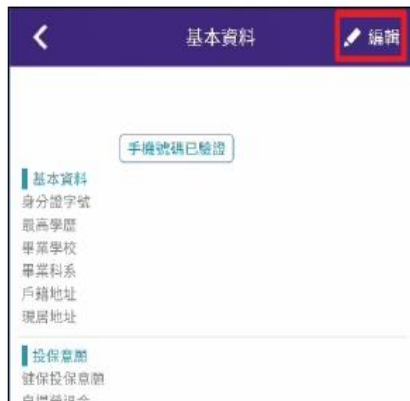 基本資料
編輯
手機號碼已驗證
基本資料
身分證字號
最高學歷
畢業學校
畢業科系
戶籍地址
現居地址
投保意願
健保投保意願